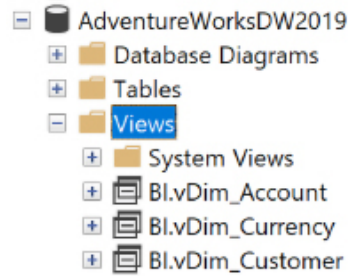 AdventureWorksDW2019
Database Diagrams
Tables
Views
System Views
BI.vDim_Account
BI.vDim_Currency
BI.vDim_Customer